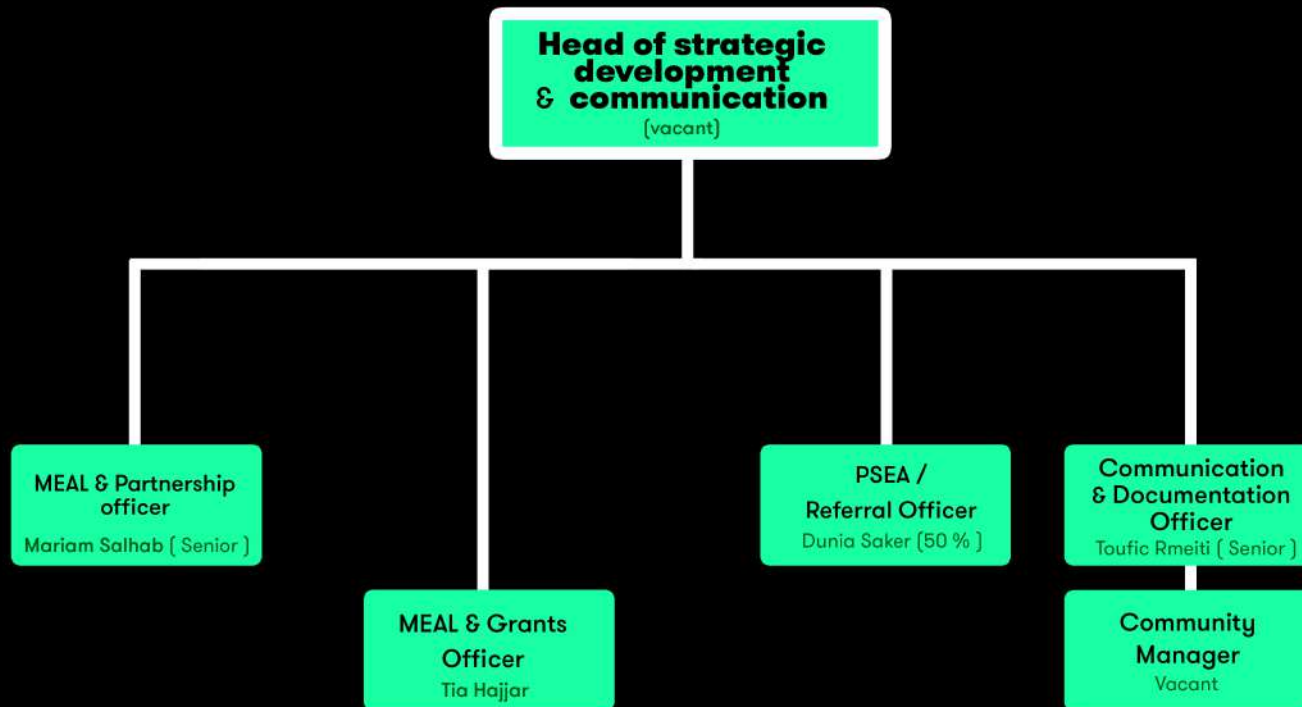 Head of strategic
development
& communication
(vacant)
MEAL & Partnership
officer
Mariam Salhab ( Senior )
MEAL & Grants
Officer
Tia Hajjar
PSEA /
Referral Officer
Dunia Saker (50 % )
Communication
& Documentation
Officer
Toufic Rmeiti ( Senior )
Community
Manager
Vacant